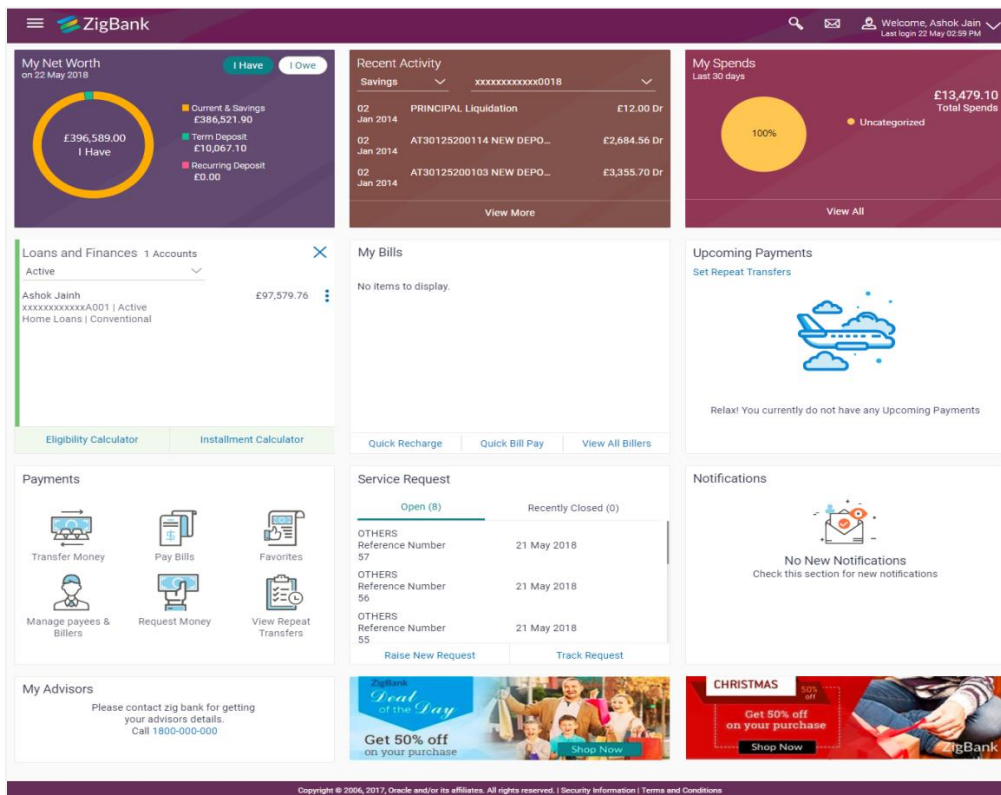 ZigBank
Welcome, Ashok Jain
Last login 22 May 02:59 PM
My Net Worth
on 22 May 2018
I Have
I Owe
£396,589.00
I Have
Current & Savings
£386,521.90
Term Deposit
£10,067.10
Recurring Deposit
£0.00
Recent Activity
Savings
xxxxxxxxxxxx0018
02 PRINCIPAL Liquidation £12.00 Dr
Jan 2014
02 AT30125200114 NEW DEPO... £2,684.56 Dr
Jan 2014
02 AT30125200103 NEW DEPO... £3,355.70 Dr
Jan 2014
View More
My Spends
Last 30 days
£13,479.10
Total Spends
100%
Uncategorized
View All
Loans and Finances 1 Accounts
Active
Ashok Jainh £97,579.76
xxxxxxxxxxxxA001 | Active
Home Loans | Conventional
Eligibility Calculator Installment Calculator
My Bills
No items to display.
Quick Recharge Quick Bill Pay View All Billers
Upcoming Payments
Set Repeat Transfers
Relax! You currently do not have any Upcoming Payments
Payments
Transfer Money
Pay Bills
Favorites
Manage payees &
Billers
Request Money
View Repeat
Transfers
Service Request
Open (8) Recently Closed (0)
OTHERS
Reference Number 21 May 2018
57
OTHERS
Reference Number 21 May 2018
56
OTHERS
Reference Number 21 May 2018
55
Raise New Request Track Request
Notifications
No New Notifications
Check this section for new notifications
My Advisors
Please contact zig bank for getting
your advisors details.
Call 1800-000-000
ZigBank
Deal
of the Day
Get 50% off
on your purchase
Shop Now
CHRISTMAS
50%
off
Get 50% off
on your purchase
Shop Now
ZigBank
Copyright © 2006, 2017, Oracle and/or its affiliates. All rights reserved. | Security Information | Terms and Conditions